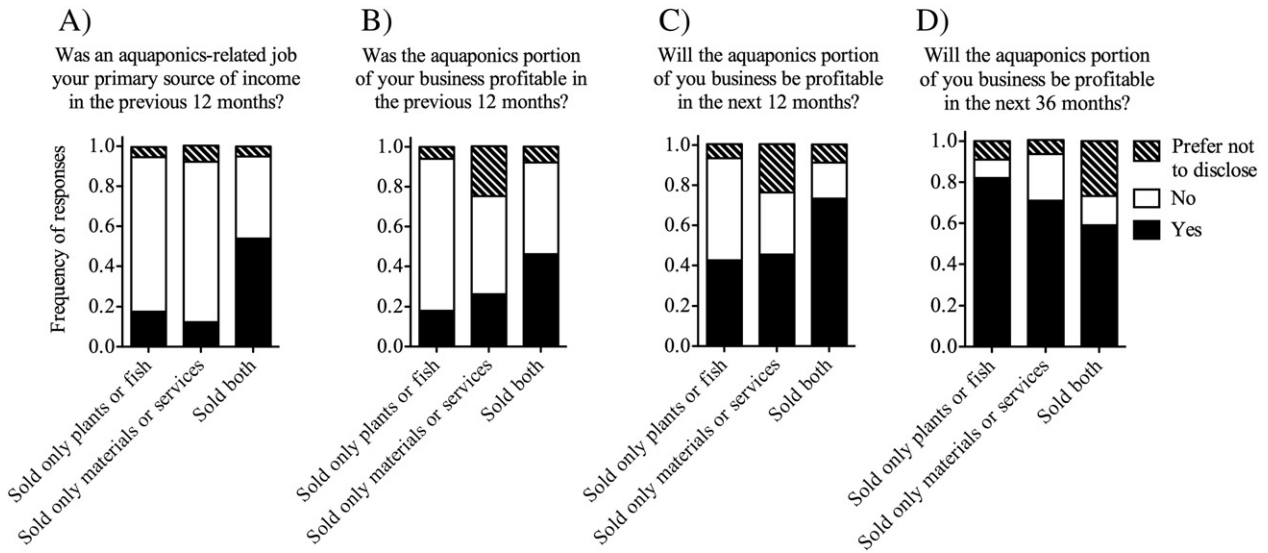 A)
Was an aquaponics-related job
your primary source of income
in the previous 12 months?
B)
Was the aquaponics portion
of your business profitable in
the previous 12 months?
C)
Will the aquaponics portion
of you business be profitable
in the next 12 months?
D)
Will the aquaponics portion
of you business be profitable
in the next 36 months?
Frequency of responses
1.0
0.8
0.6
0.4
0.2
0.0
Sold only plants or fish
Sold only materials or services
Sold both
1.0
0.8
0.6
0.4
0.2
0.0
Sold only plants or fish
Sold only materials or services
Sold both
1.0
0.8
0.6
0.4
0.2
0.0
Sold only plants or fish
Sold only materials or services
Sold both
1.0
0.8
0.6
0.4
0.2
0.0
Sold only plants or fish
Sold only materials or services
Sold both
Prefer not
to disclose
No
Yes